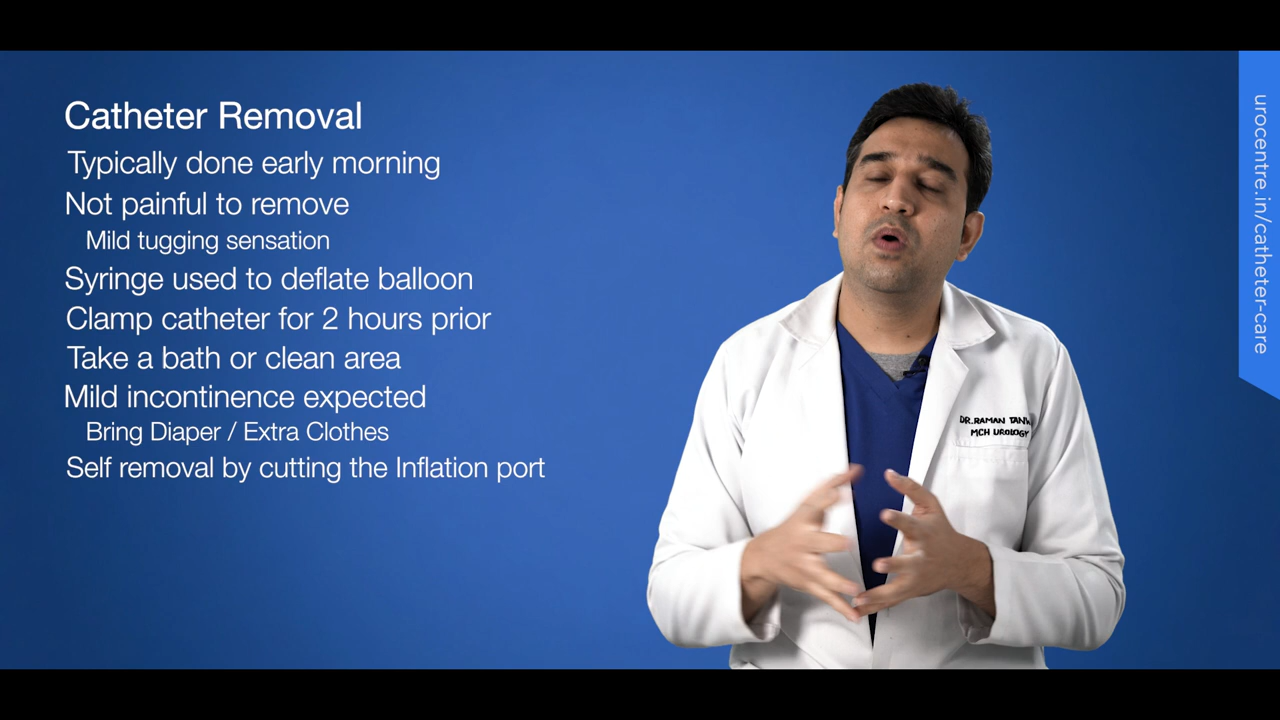 Catheter Removal
Typically done early morning
Not painful to remove
Mild tugging sensation
Syringe used to deflate balloon
Clamp catheter for 2 hours prior
Take a bath or clean area
Mild incontinence expected
Bring Diaper / Extra Clothes
Self removal by cutting the Inflation port
urocentre.in/catheter-care
DR.RAMAN
MCH UROLOGY